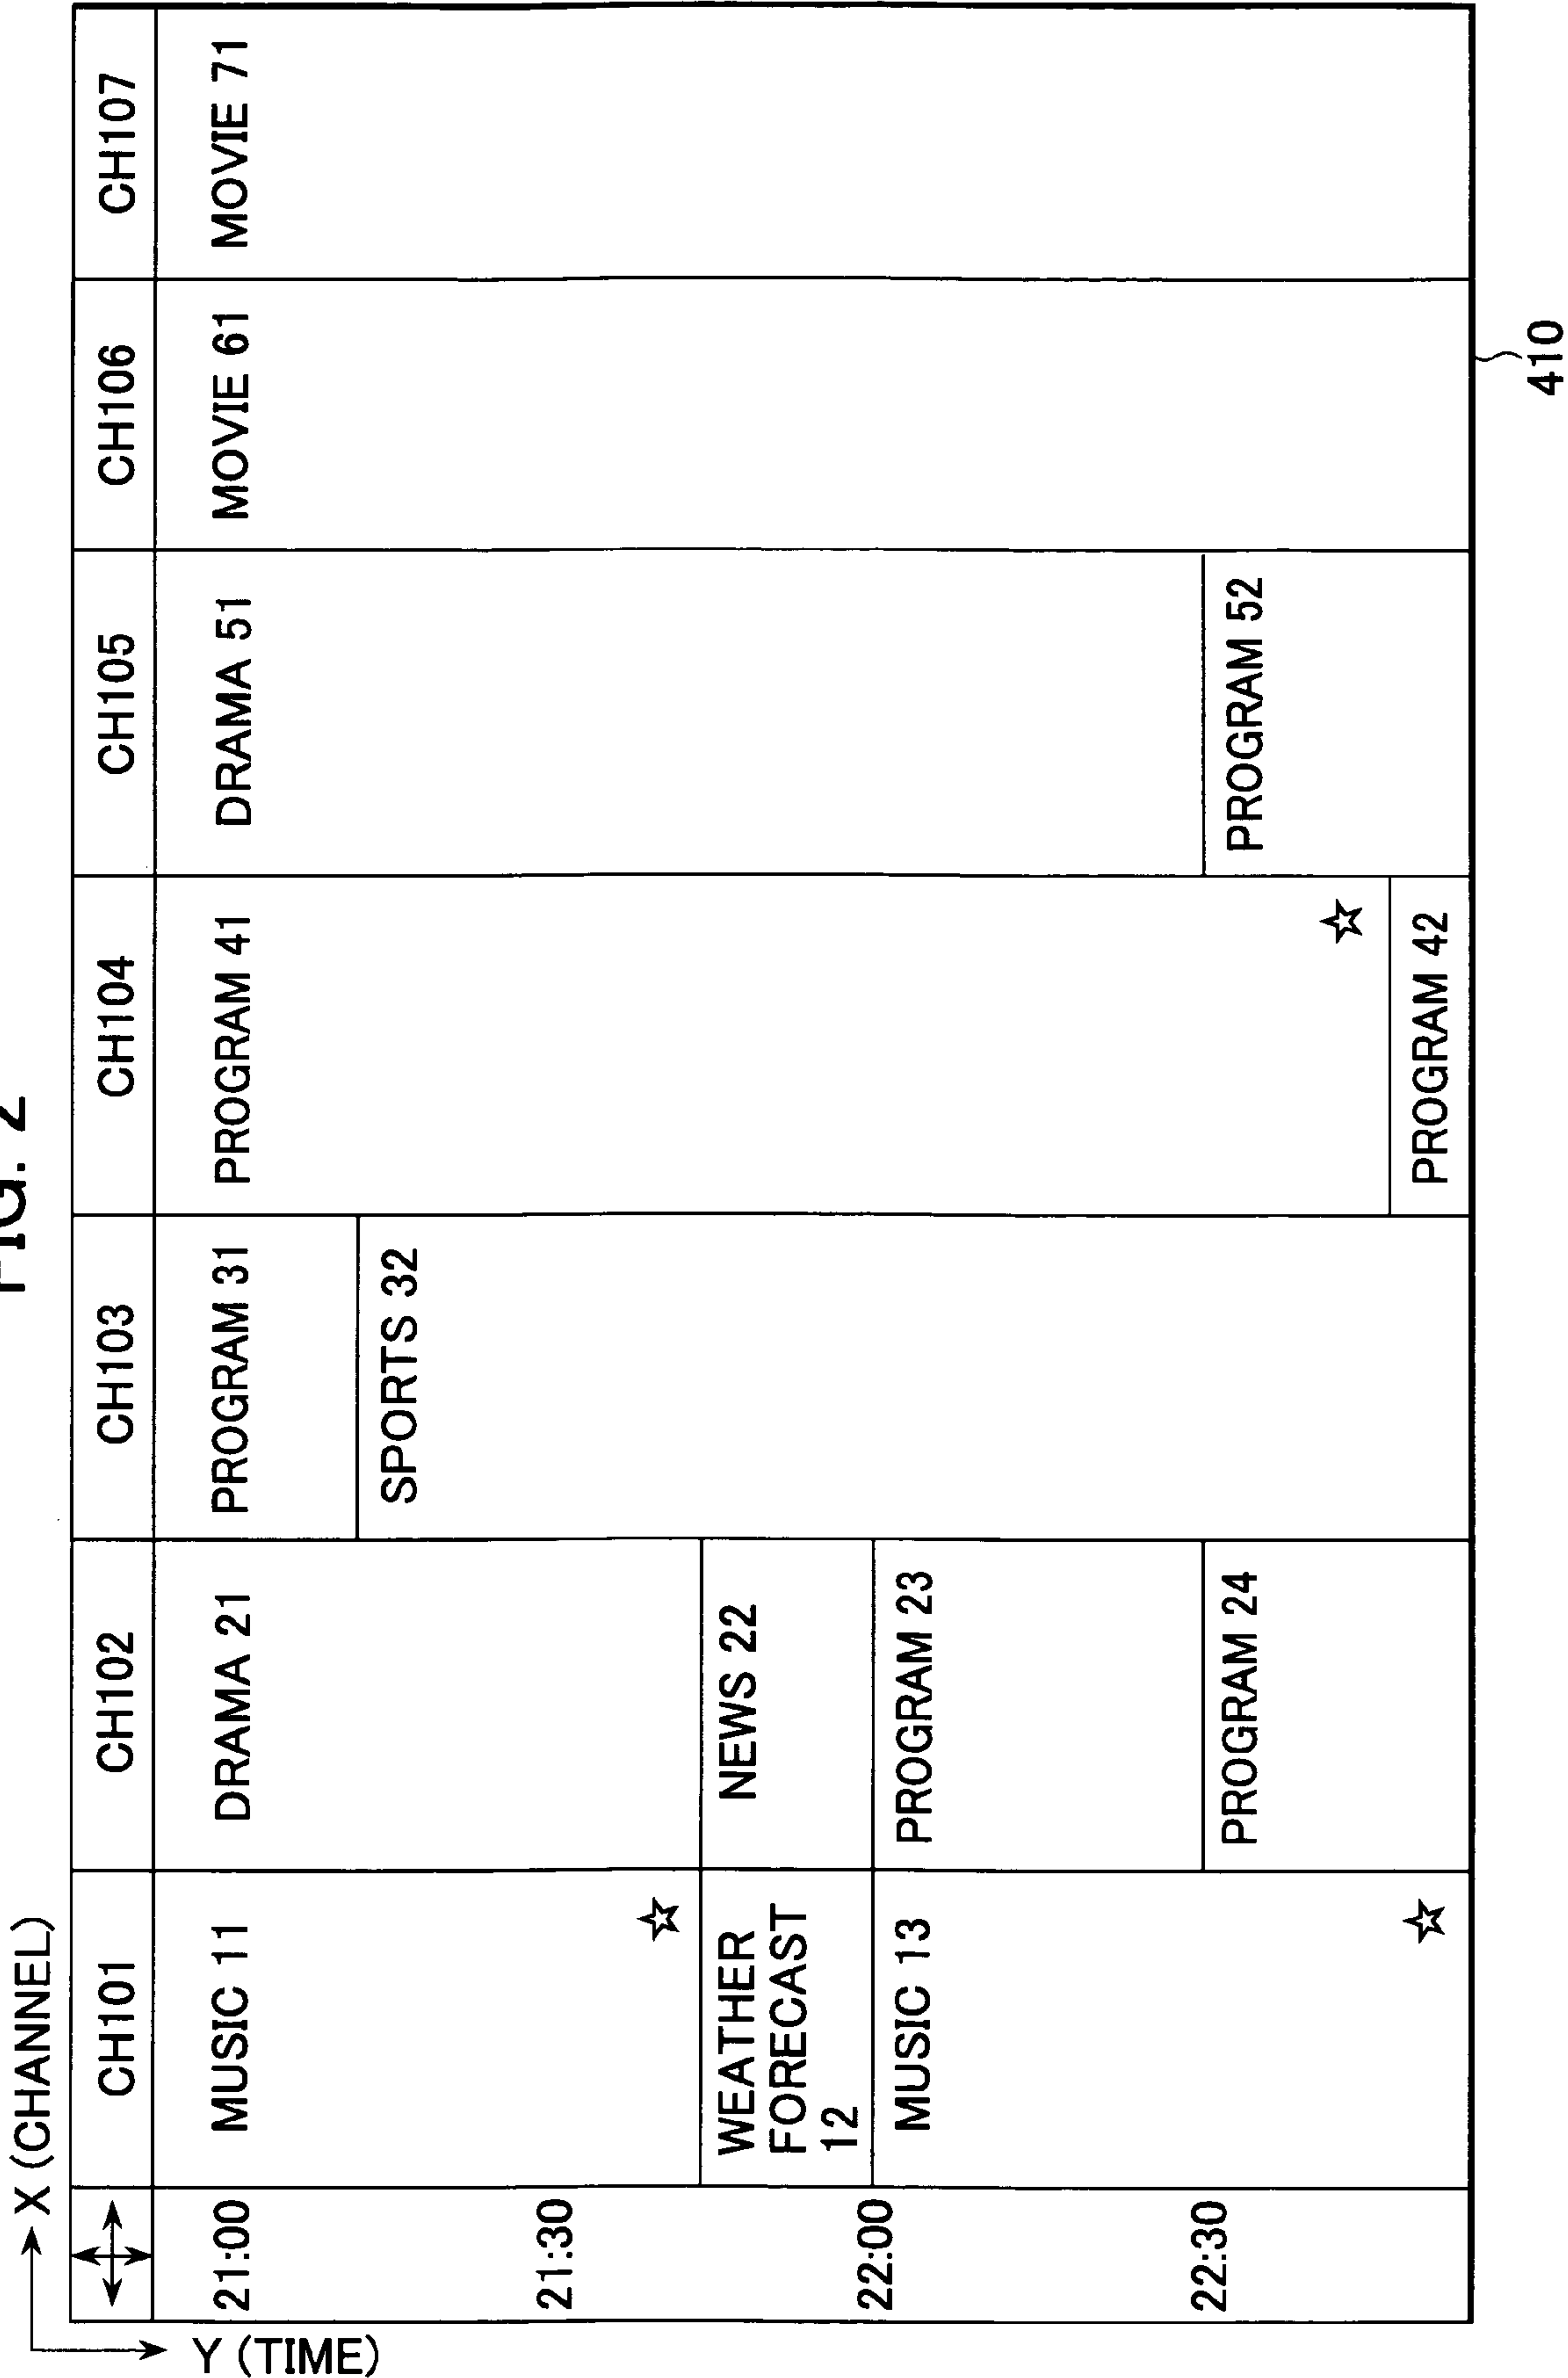 FIG. 2
X (CHANNEL)
Y (TIME)
CH101
CH102
CH103
CH104
CH105
CH106
CH107
21:00
21:30
22:00
22:30
MUSIC 11
WEATHER
FORECAST
12
MUSIC 13
DRAMA 21
NEWS 22
PROGRAM 23
PROGRAM 24
PROGRAM 31
SPORTS 32
PROGRAM 41
PROGRAM 42
DRAMA 51
PROGRAM 52
MOVIE 61
MOVIE 71
410